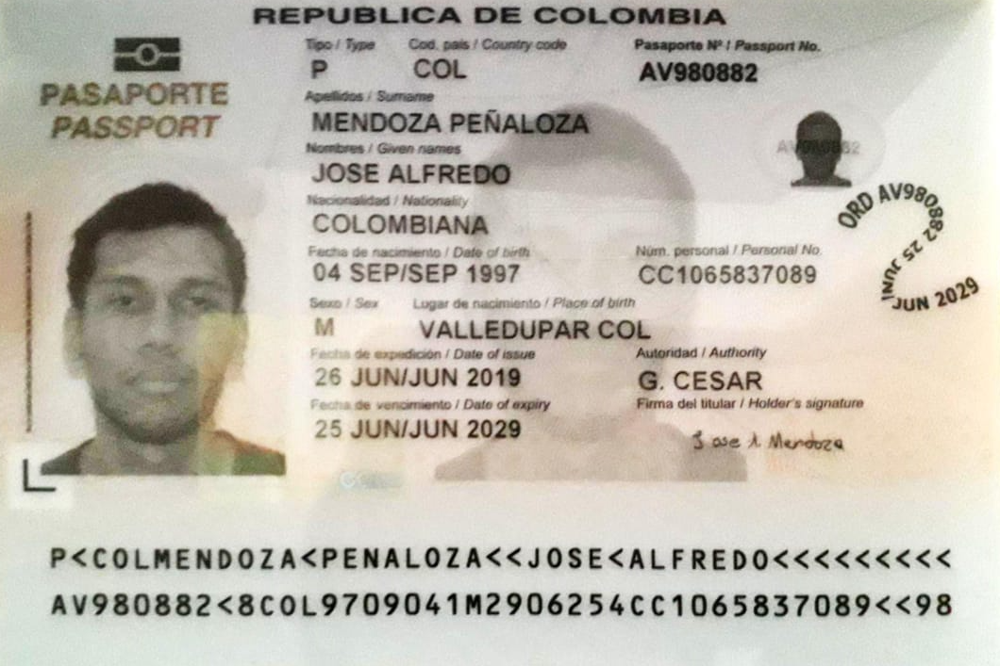 REPUBLICA DE COLOMBIA
PASAPORTE
PASSPORT
Tipo / Type Cod. país / Country code Pasaporte Nº / Passport No.
P COL AV980882
Apellidos / Surname
MENDOZA PEÑALOZA
Nombres / Given names
JOSE ALFREDO
Nacionalidad / Nationality
COLOMBIANA
Fecha de nacimiento / Date of birth Núm. personal / Personal No.
04 SEP/SEP 1997 CC1065837089
Sexo / Sex Lugar de nacimiento / Place of birth
M VALLEDUPAR COL
Fecha de expedición / Date of issue Autoridad / Authority
26 JUN/JUN 2019 G. CESAR
Fecha de vencimiento / Date of expiry Firma del titular / Holder's signature
25 JUN/JUN 2029
Jose A. Mendoza
AV980882
ORD AV980882 25 JUN/JUN 2029
P<COLMENDOZA<PENALOZA<<JOSE<ALFREDO<<<<<<<<<
AV980882<8COL9709041M2906254CC1065837089<<98